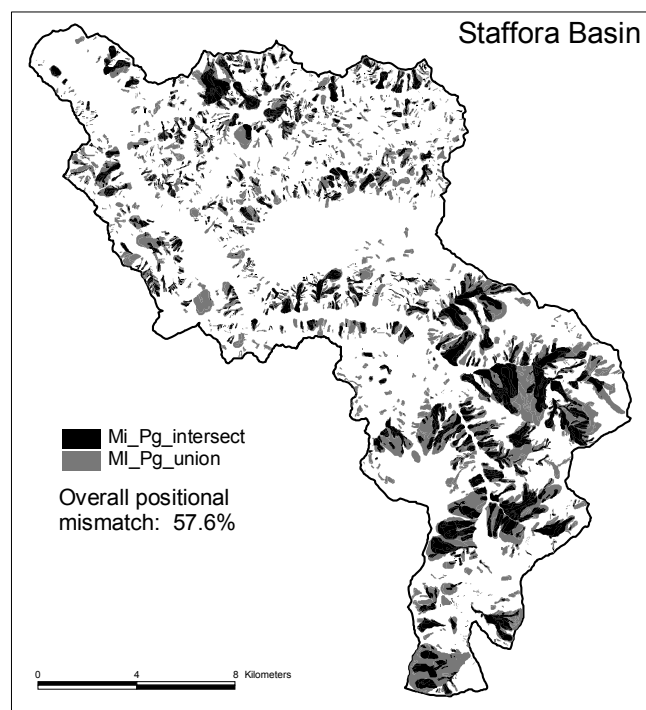 Staffora Basin
Mi_Pg_intersect
MI_Pg_union
Overall positional
mismatch: 57.6%
0 4 8 Kilometers